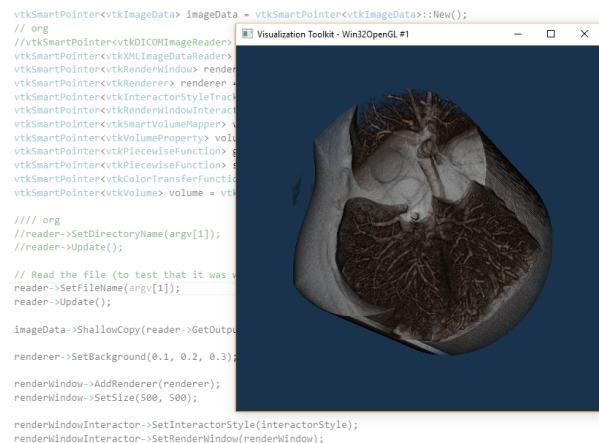 vtkSmartPointer<vtkImageData> imageData = vtkSmartPointer<vtkImageData>::New();
// org
//vtkSmartPointer<vtkDICOMImageReader>
vtkSmartPointer<vtkXMLImageDataReader>
vtkSmartPointer<vtkRenderWindow> render
vtkSmartPointer<vtkRenderer> renderer =
vtkSmartPointer<vtkInteractorStyleTrack
vtkSmartPointer<vtkRenderWindowInteract
vtkSmartPointer<vtkSmartVolumeMapper> v
vtkSmartPointer<vtkVolumeProperty> volu
vtkSmartPointer<vtkPiecewiseFunction> g
vtkSmartPointer<vtkPiecewiseFunction> s
vtkSmartPointer<vtkColorTransferFunctio
vtkSmartPointer<vtkVolume> volume = vtk
Visualization Toolkit - Win32OpenGL #1
//// org
//reader->SetDirectoryName(argv[1]);
//reader->Update();
// Read the file (to test that it was w
reader->SetFileName(argv[1]);
reader->Update();
imageData->ShallowCopy(reader->GetOutpu
renderer->SetBackground(0.1, 0.2, 0.3);
renderWindow->AddRenderer(renderer);
renderWindow->SetSize(500, 500);
renderWindowInteractor->SetInteractorStyle(interactorStyle);
renderWindowInteractor->SetRenderWindow(renderWindow);